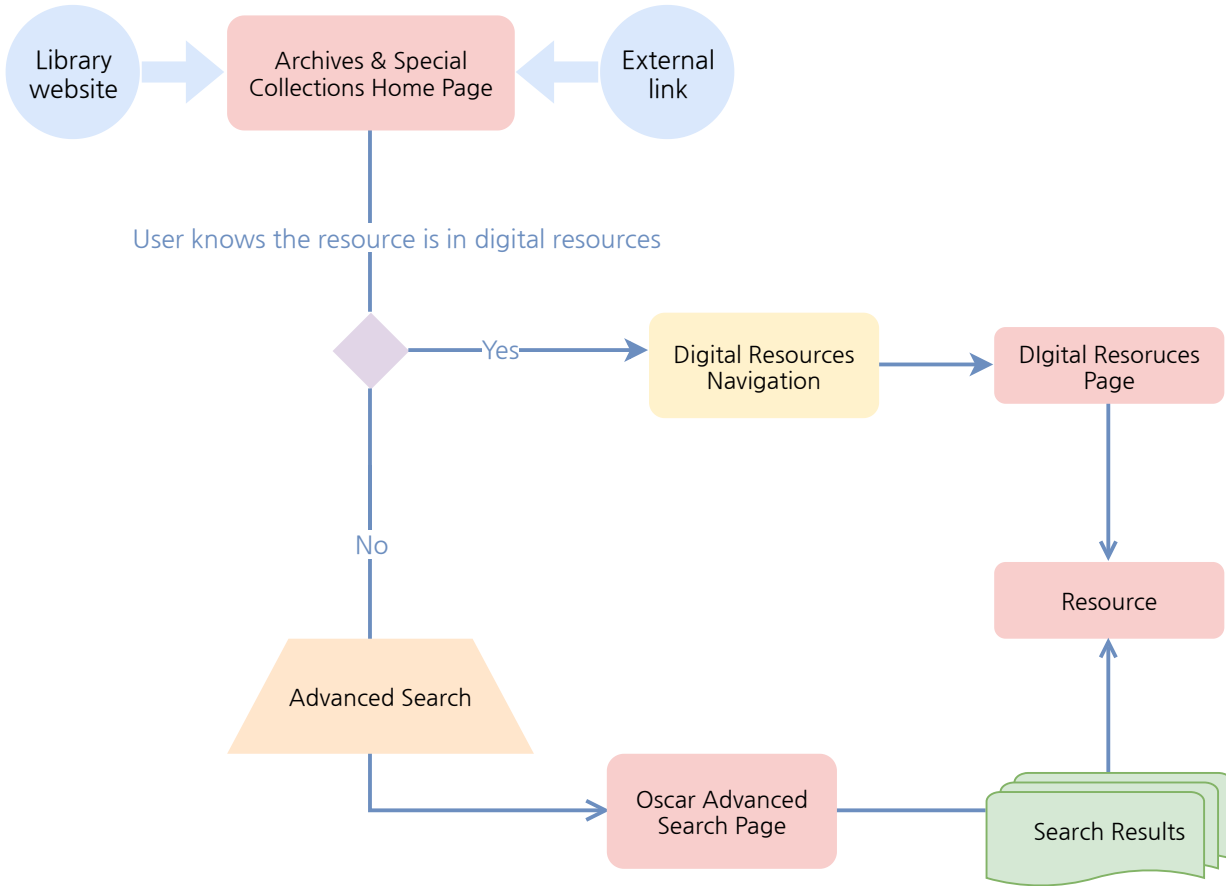 Library
website
Archives & Special
Collections Home Page
External
link
User knows the resource is in digital resources
Yes
Digital Resources
Navigation
DIgital Resoruces
Page
No
Resource
Advanced Search
Oscar Advanced
Search Page
Search Results